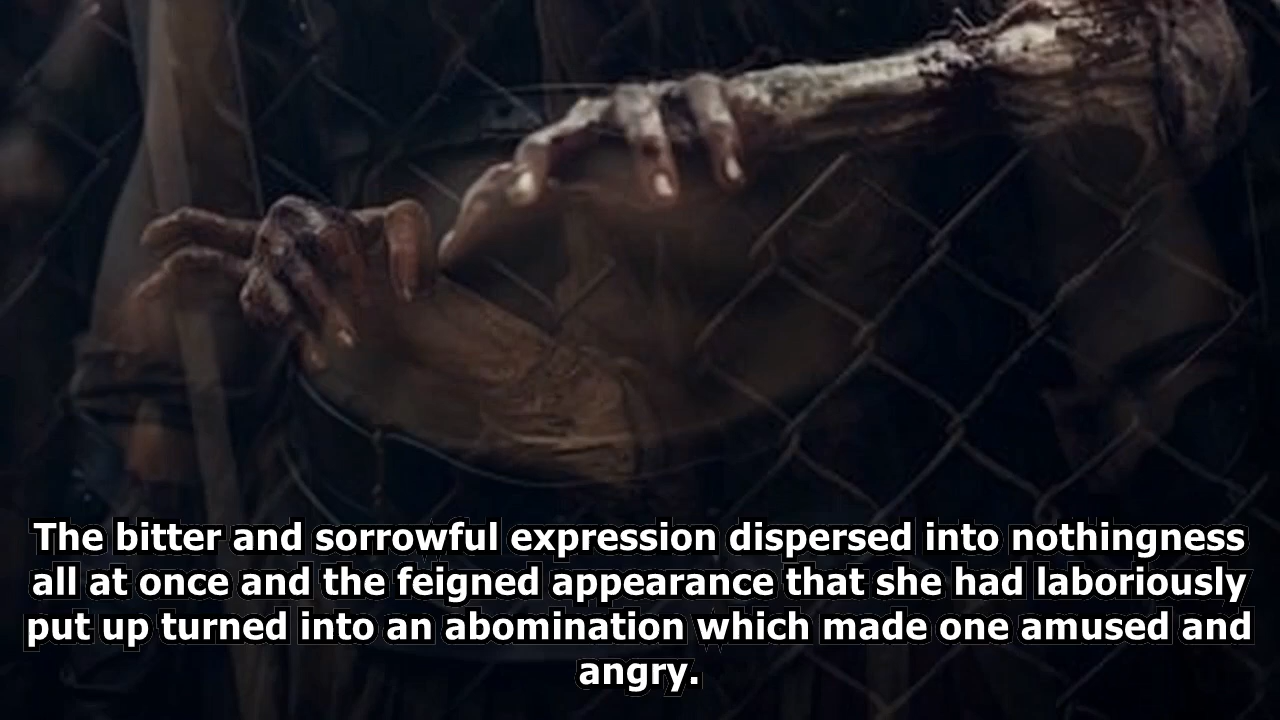 The bitter and sorrowful expression dispersed into nothingness
all at once and the feigned appearance that she had laboriously
put up turned into an abomination which made one amused and
angry.